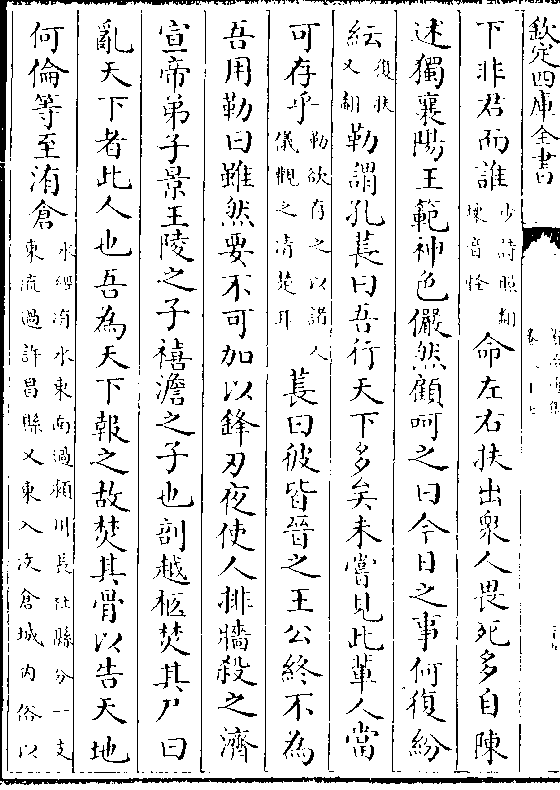 欽定四庫全書
下非君而誰少詩照翻悚音怪命左右扶出衆人畏死多自陳
述獨襄陽王範神色儼然顧呵之曰今日之事何復紛
紜復扶又翻勒謂孔萇曰吾行天下多矣未嘗見此輩人當
可存乎勒欲存之以諸人儀觀之清楚耳萇曰彼皆晉之王公終不為
吾用勒曰雖然要不可加以鋒刃夜使人排牆殺之濟
宣帝弟子景王陵之子禧澹之子也剖越柩焚其尸曰
亂天下者此人也吾為天下報之故焚其骨以告天地
何倫等至洧倉水經洧水東南過潁川長社縣分一支東流過許昌縣又東入汶倉城内俗以